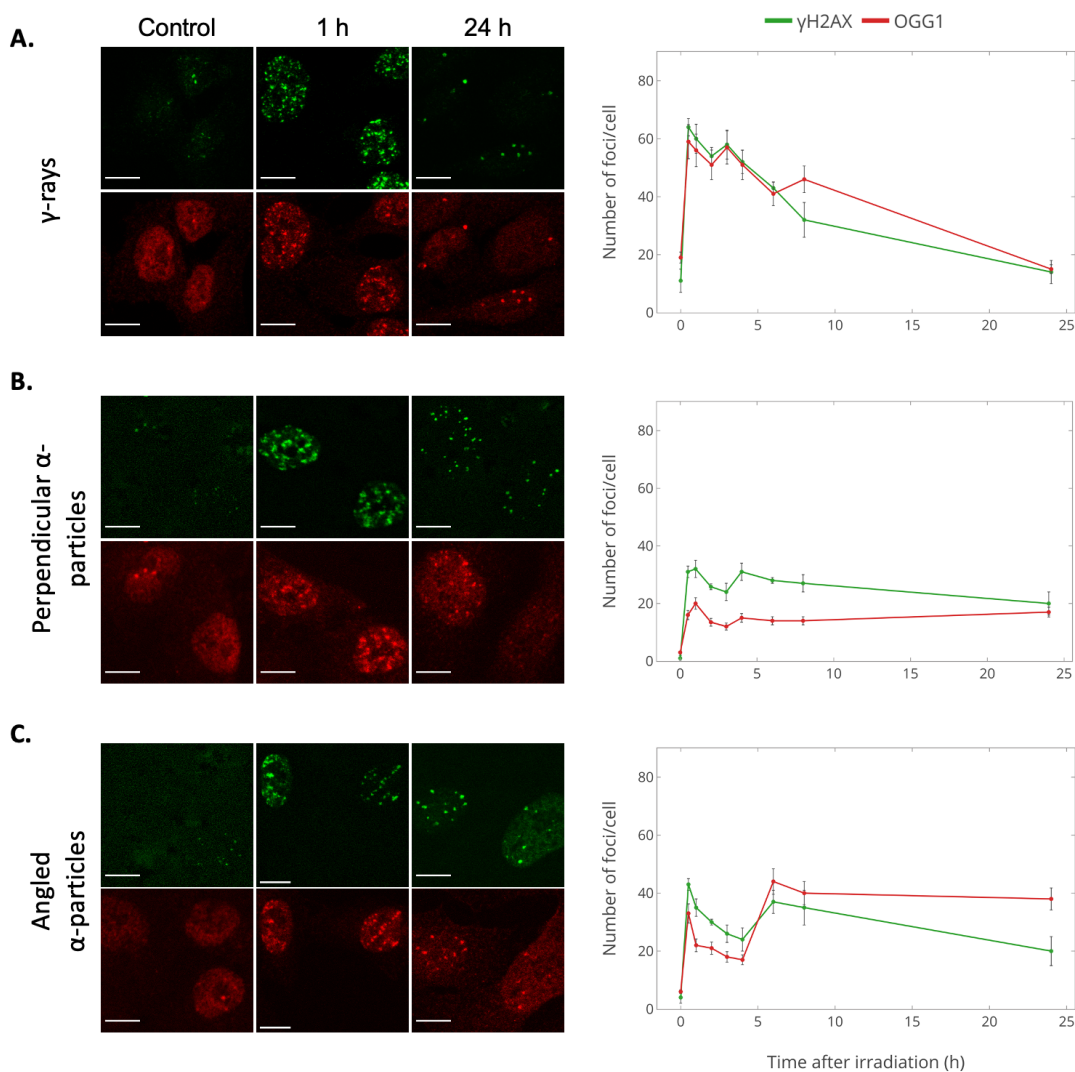 A.
Control
1 h
24 h
γH2AX
OGG1
γ-rays
Number of foci/cell
80
60
40
20
0
0
5
10
15
20
25
B.
Perpendicular α-
particles
Number of foci/cell
80
60
40
20
0
0
5
10
15
20
25
C.
Angled
α-particles
Number of foci/cell
80
60
40
20
0
0
5
10
15
20
25
Time after irradiation (h)